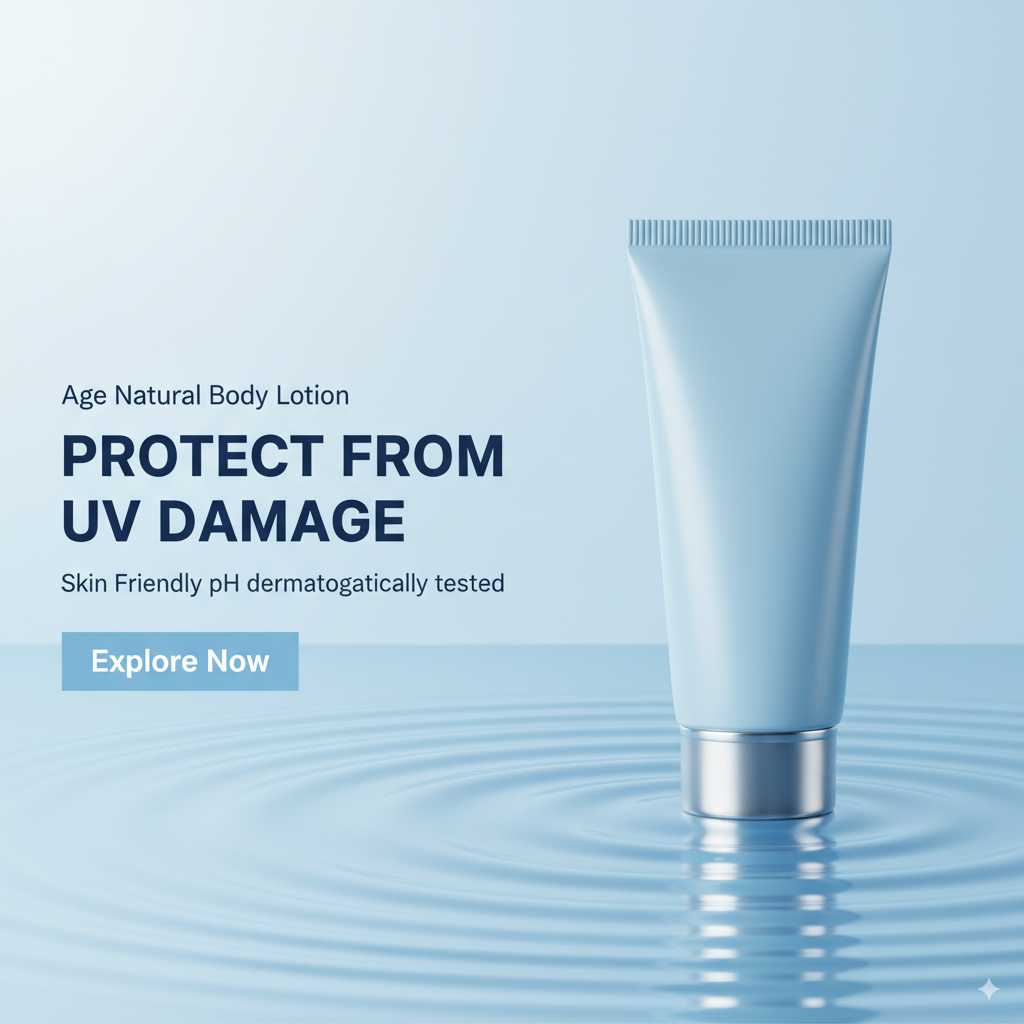 Age Natural Body Lotion
PROTECT FROM
UV DAMAGE
Skin Friendly pH dermatogatically tested
Explore Now